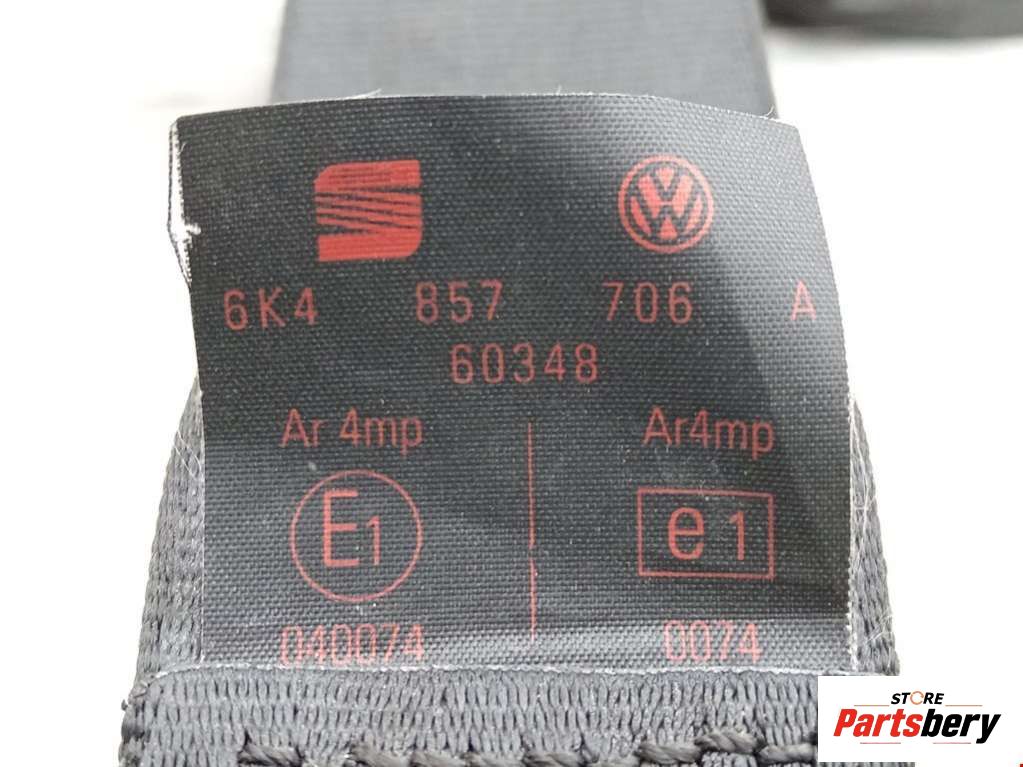 6K4 857 706 A
60348
Ar 4mp Ar4mp
E1 e1
040074 0074
STORE
Partsbery